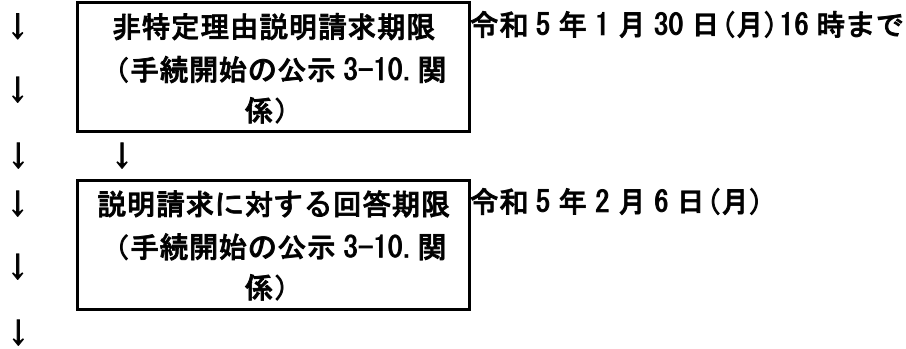 ↓ 非特定理由説明請求期限 令和5年1月30日(月)16時まで
(手続開始の公示 3-10.関
↓
係)
↓ ↓
↓ 説明請求に対する回答期限 令和5年2月6日(月)
(手続開始の公示 3-10.関
↓
係)
↓